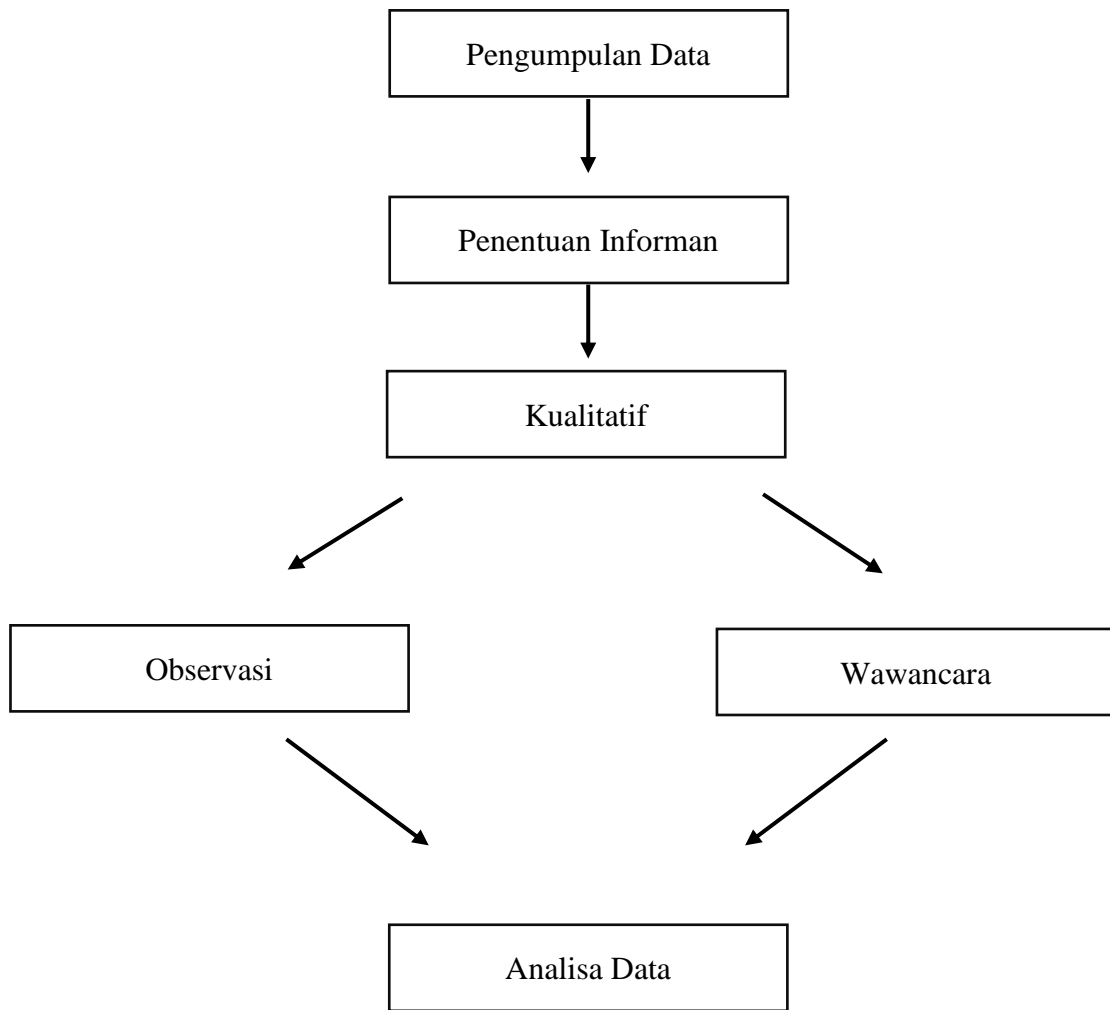 Pengumpulan Data
Penentuan Informan
Kualitatif
Observasi
Wawancara
Analisa Data